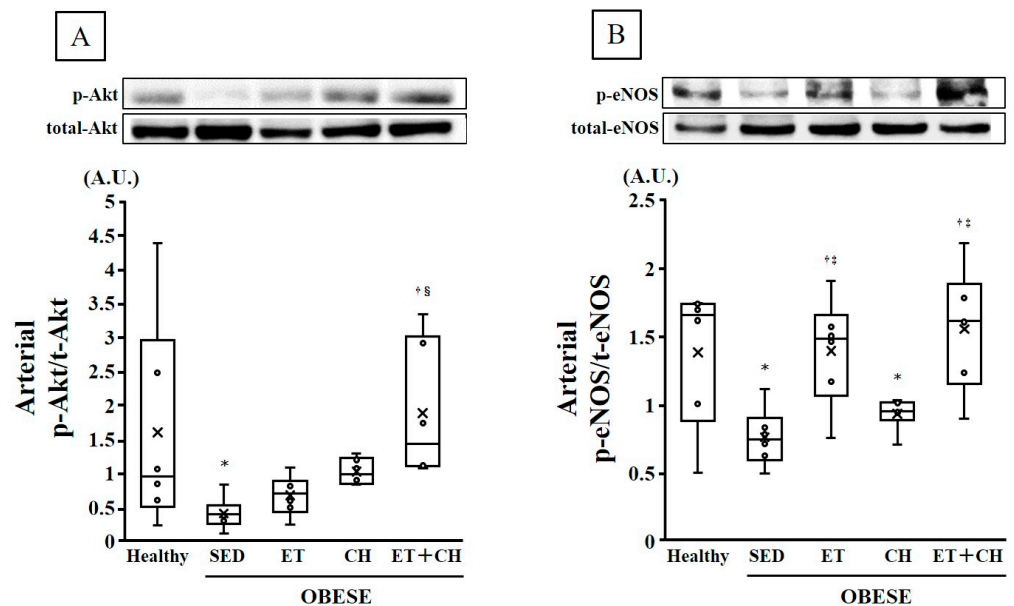 A
p-Akt
total-Akt
(A.U.)
5
4.5
4
3.5
3
2.5
2
1.5
1
0.5
0
Arterial
p-Akt/t-Akt
*
†§
Healthy SED ET CH ET+CH
OBESE
B
p-eNOS
total-eNOS
(A.U.)
2.5
2
1.5
1
0.5
0
Arterial
p-eNOS/t-eNOS
*
†‡
*
†‡
Healthy SED ET CH ET+CH
OBESE